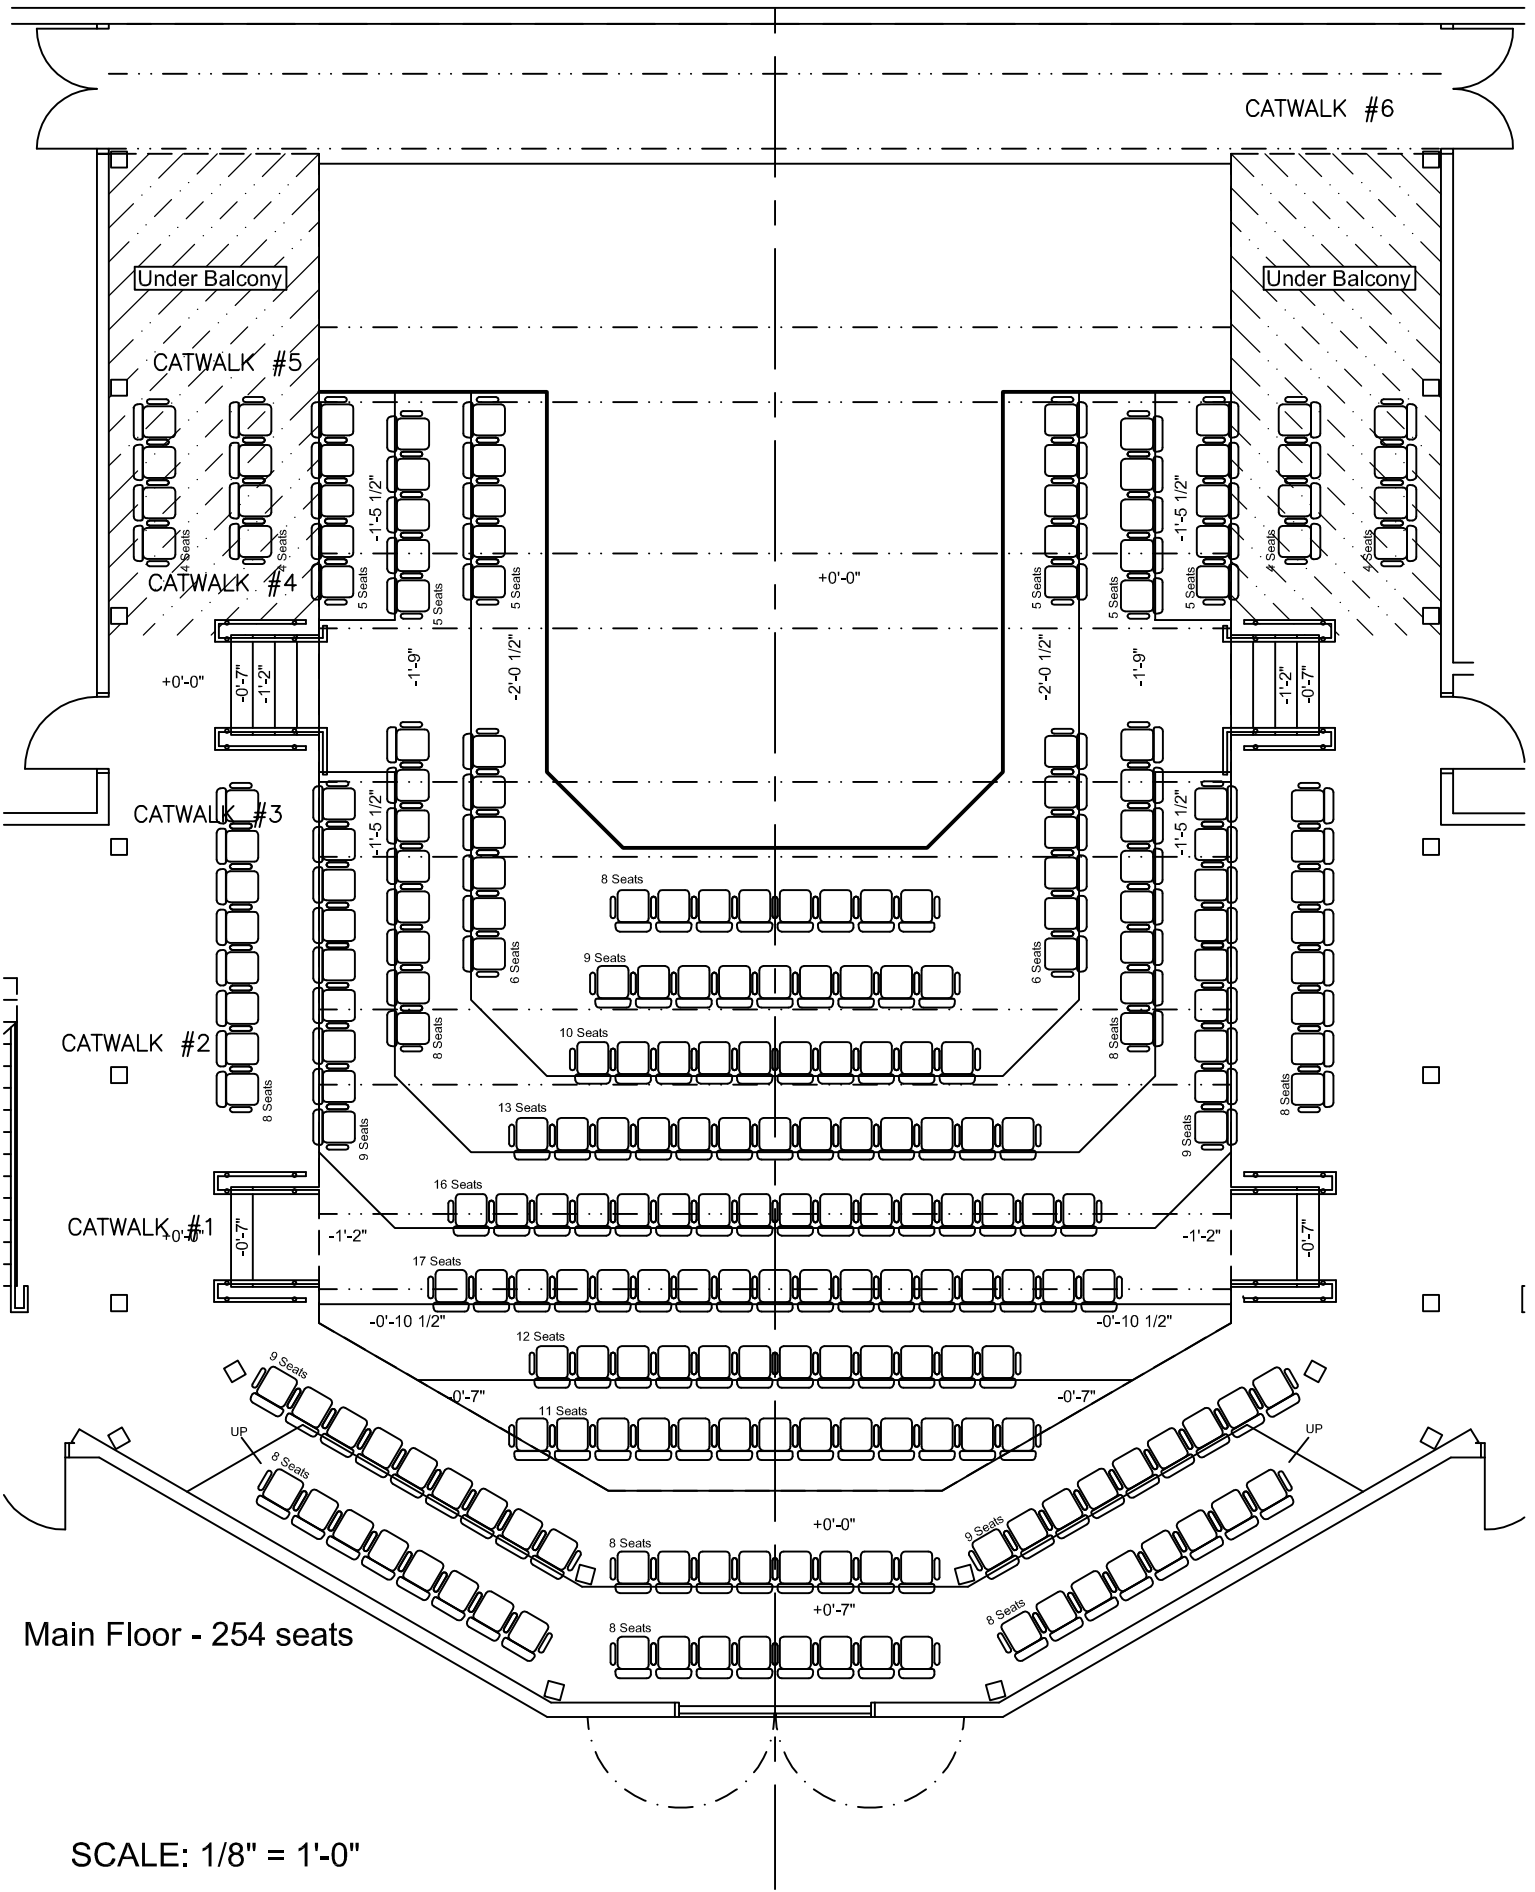 CATWALK #6
Under Balcony
Under Balcony
CATWALK #5
-1'-5 1/2"
-1'-5 1/2"
4 Seats
4 Seats
5 Seats
5 Seats
5 Seats
5 Seats
5 Seats
5 Seats
4 Seats
4 Seats
CATWALK #4
+0'-0"
+0'-0"
-0'-7"
-1'-2"
-1'-9"
-2'-0 1/2"
-2'-0 1/2"
-1'-9"
-1'-2"
-0'-7"
CATWALK #3
-1'-5 1/2"
-1'-5 1/2"
8 Seats
9 Seats
6 Seats
6 Seats
10 Seats
CATWALK #2
8 Seats
8 Seats
8 Seats
8 Seats
13 Seats
9 Seats
9 Seats
16 Seats
CATWALK #1
+0'-0"
-0'-7"
-1'-2"
-1'-2"
-0'-7"
17 Seats
-0'-10 1/2"
-0'-10 1/2"
12 Seats
9 Seats
-0'-7"
-0'-7"
11 Seats
UP
UP
8 Seats
+0'-0"
9 Seats
8 Seats
+0'-7"
8 Seats
8 Seats
Main Floor - 254 seats
SCALE: 1/8" = 1'-0"